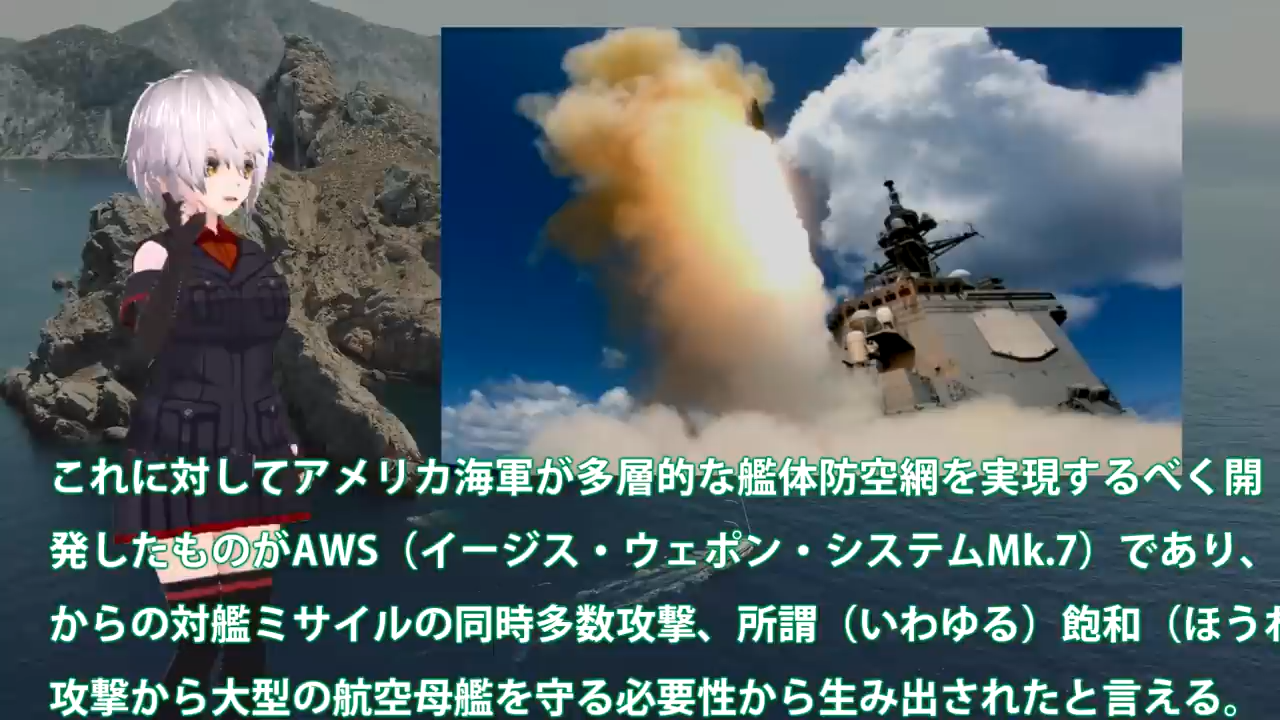 これに対してアメリカ海軍が多層的な艦体防空網を実現するべく開
発したものがAWS（イージス・ウェポン・システムMk.7）であり、
からの対艦ミサイルの同時多数攻撃、所謂（いわゆる）飽和（ほうわ
攻撃から大型の航空母艦を守る必要性から生み出されたと言える。